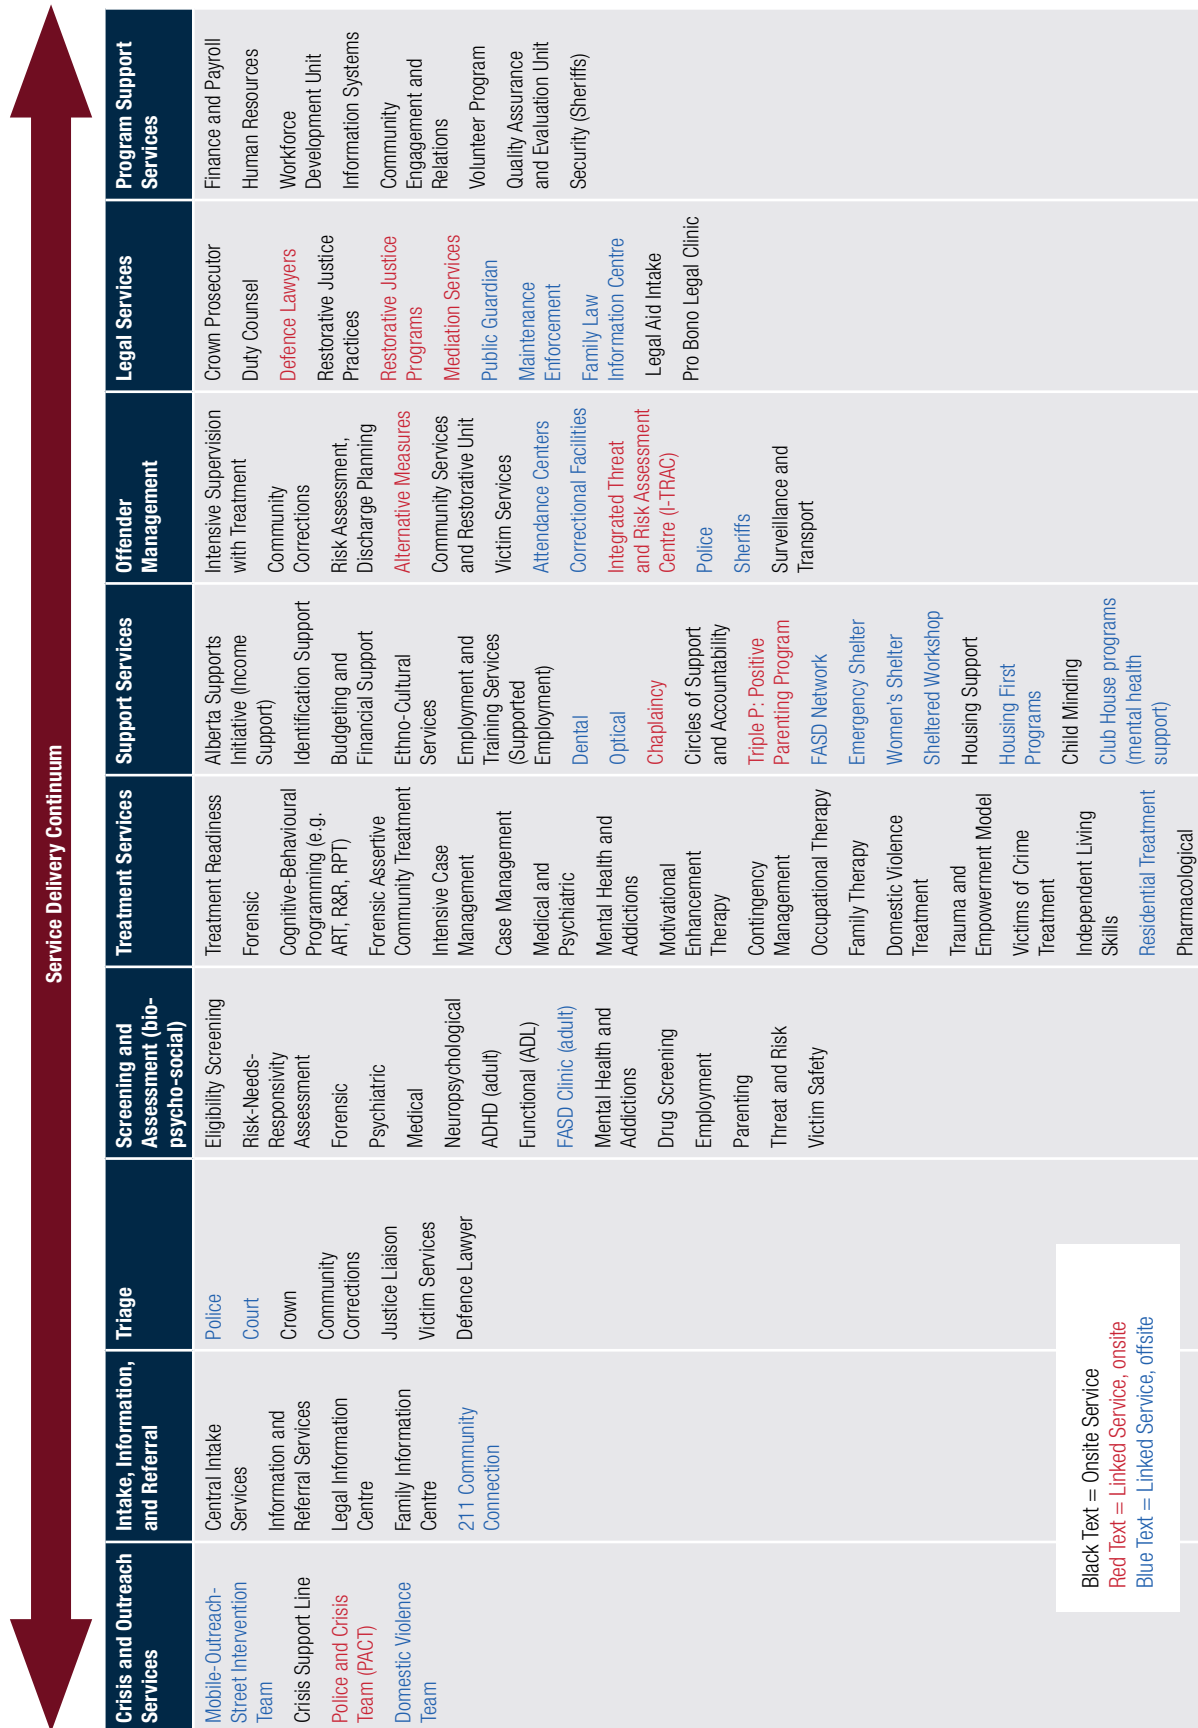 Service Delivery Continuum
Crisis and Outreach
Services
Mobile-Outreach-
Street Intervention
Team
Crisis Support Line
Police and Crisis
Team (PACT)
Domestic Violence
Team
Intake, Information,
and Referral
Central Intake
Services
Information and
Referral Services
Legal Information
Centre
Family Information
Centre
211 Community
Connection
Triage
Police
Court
Crown
Community
Corrections
Justice Liaison
Victim Services
Defence Lawyer
Screening and
Assessment (bio-
psycho-social)
Eligibility Screening
Risk-Needs-
Responsivity
Assessment
Forensic
Psychiatric
Medical
Neuropsychological
ADHD (adult)
Functional (ADL)
FASD Clinic (adult)
Mental Health and
Addictions
Drug Screening
Employment
Parenting
Threat and Risk
Victim Safety
Treatment Services
Treatment Readiness
Forensic
Cognitive-Behavioural
Programming (e.g.
ART, R&R, RPT)
Forensic Assertive
Community Treatment
Intensive Case
Management
Case Management
Medical and
Psychiatric
Mental Health and
Addictions
Motivational
Enhancement
Therapy
Contingency
Management
Occupational Therapy
Family Therapy
Domestic Violence
Treatment
Trauma and
Empowerment Model
Victims of Crime
Treatment
Independent Living
Skills
Residential Treatment
Pharmacological
Support Services
Alberta Supports
Initiative (Income
Support)
Identification Support
Budgeting and
Financial Support
Ethno-Cultural
Services
Employment and
Training Services
(Supported
Employment)
Dental
Optical
Chaplaincy
Circles of Support
and Accountability
Triple P: Positive
Parenting Program
FASD Network
Emergency Shelter
Women's Shelter
Sheltered Workshop
Housing Support
Housing First
Programs
Child Minding
Club House programs
(mental health
support)
Offender
Management
Intensive Supervision
with Treatment
Community
Corrections
Risk Assessment,
Discharge Planning
Alternative Measures
Community Services
and Restorative Unit
Victim Services
Attendance Centers
Correctional Facilities
Integrated Threat
and Risk Assessment
Centre (I-TRAC)
Police
Sheriffs
Surveillance and
Transport
Legal Services
Crown Prosecutor
Duty Counsel
Defence Lawyers
Restorative Justice
Practices
Restorative Justice
Programs
Mediation Services
Public Guardian
Maintenance
Enforcement
Family Law
Information Centre
Legal Aid Intake
Pro Bono Legal Clinic
Program Support
Services
Finance and Payroll
Human Resources
Workforce
Development Unit
Information Systems
Community
Engagement and
Relations
Volunteer Program
Quality Assurance
and Evaluation Unit
Security (Sheriffs)
Black Text = Onsite Service
Red Text = Linked Service, onsite
Blue Text = Linked Service, offsite